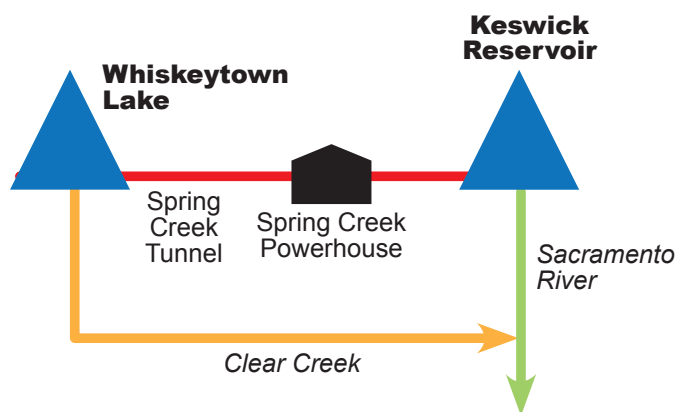 Keswick
Reservoir
Whiskeytown
Lake
Spring
Creek
Tunnel
Spring Creek
Powerhouse
Sacramento
River
Clear Creek